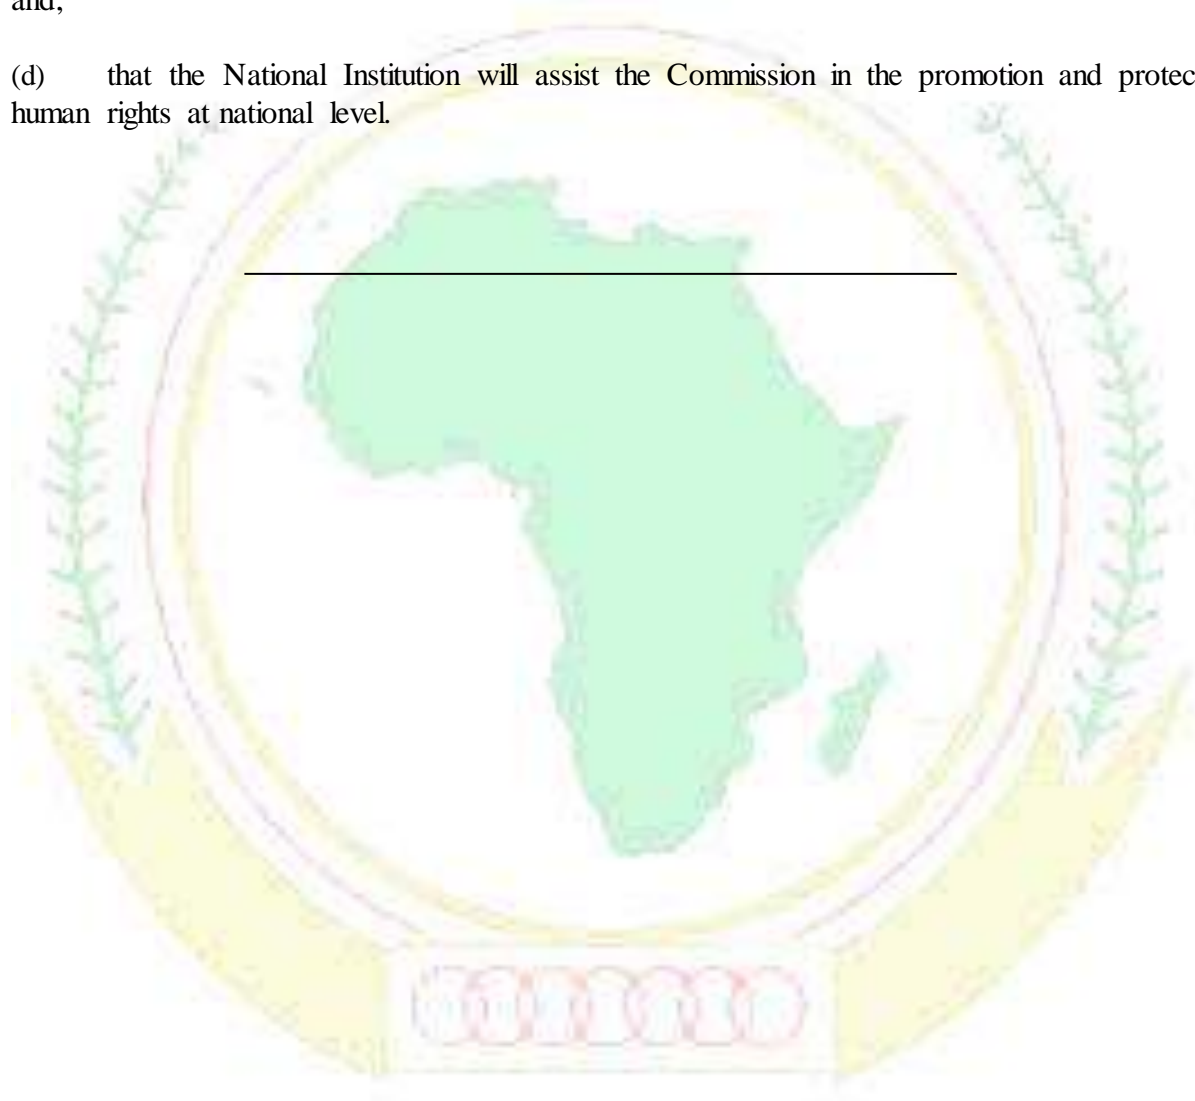 and;
(d) that the National Institution will assist the Commission in the promotion and protec
human rights at national level.